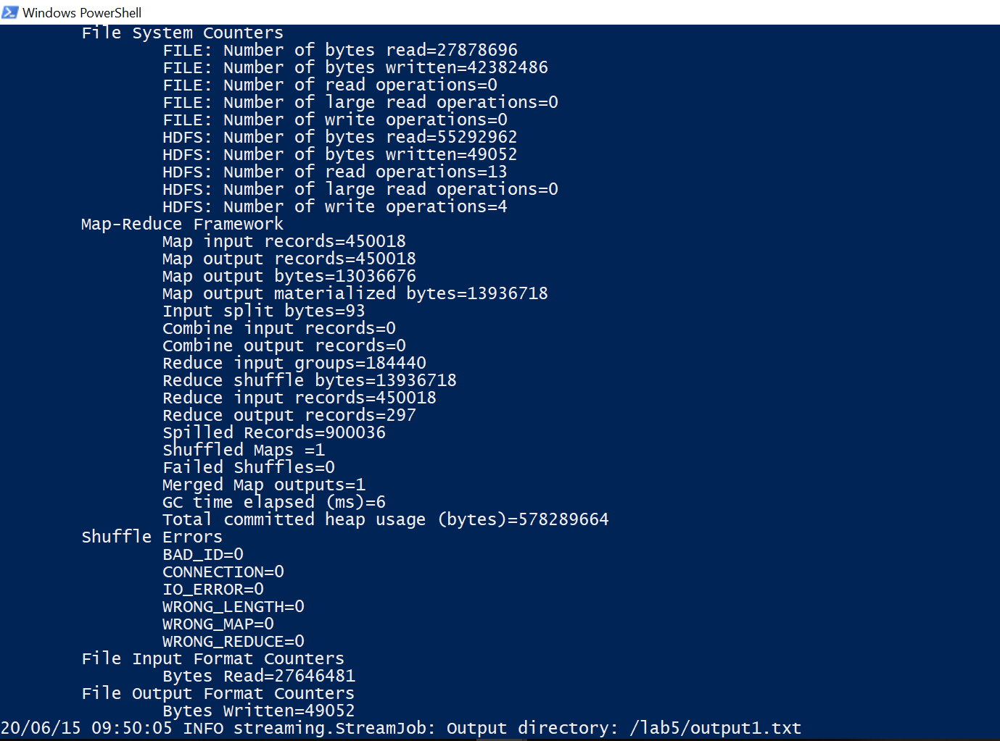 Windows PowerShell
File System Counters
FILE: Number of bytes read=27878696
FILE: Number of bytes written=42382486
FILE: Number of read operations=0
FILE: Number of large read operations=0
FILE: Number of write operations=0
HDFS: Number of bytes read=55292962
HDFS: Number of bytes written=49052
HDFS: Number of read operations=13
HDFS: Number of large read operations=0
HDFS: Number of write operations=4
Map-Reduce Framework
Map input records=450018
Map output records=450018
Map output bytes=13036676
Map output materialized bytes=13936718
Input split bytes=93
Combine input records=0
Combine output records=0
Reduce input groups=184440
Reduce shuffle bytes=13936718
Reduce input records=450018
Reduce output records=297
Spilled Records=900036
Shuffled Maps =1
Failed Shuffles=0
Merged Map outputs=1
GC time elapsed (ms)=6
Total committed heap usage (bytes)=578289664
Shuffle Errors
BAD_ID=0
CONNECTION=0
IO_ERROR=0
WRONG_LENGTH=0
WRONG_MAP=0
WRONG_REDUCE=0
File Input Format Counters
Bytes Read=27646481
File Output Format Counters
Bytes Written=49052
20/06/15 09:50:05 INFO streaming.StreamJob: Output directory: /lab5/output1.txt